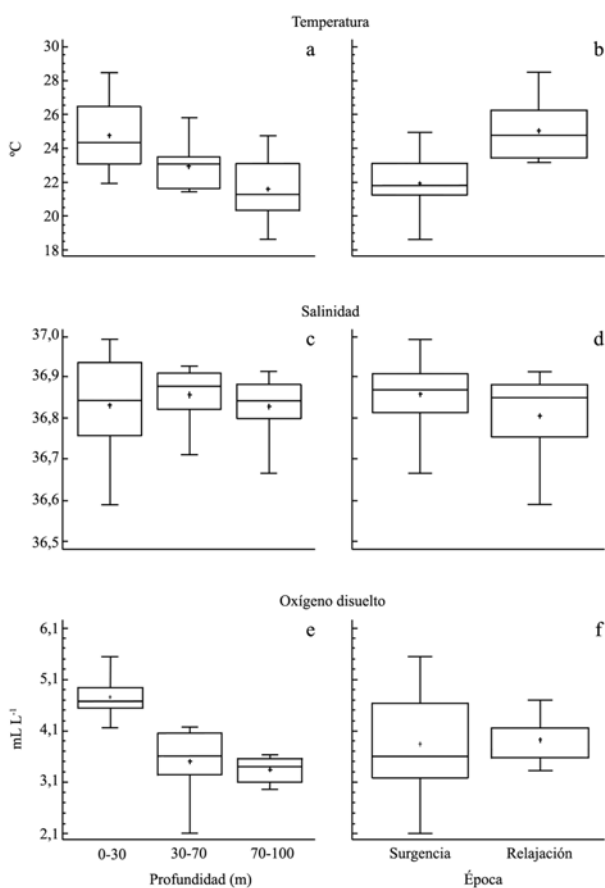 Temperatura
a
b
30
28
26
24
22
20
18
ºC
Salinidad
c
d
37,0
36,9
36,8
36,7
36,6
36,5
Oxígeno disuelto
e
f
6,1
5,1
4,1
3,1
2,1
mL L-1
0-30 30-70 70-100
Profundidad (m)
Surgencia Relajación
Época